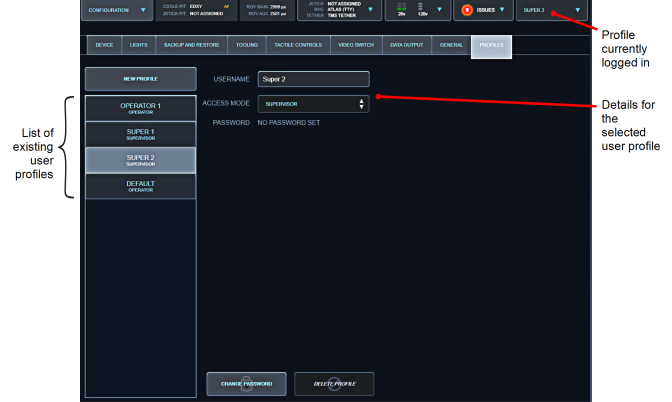 CONFIGURATION
CSOLE P/T EDXY AF
JSTICK P/T NOT ASSIGNED
ROV MAIN 2999 psi
ROV AUX 2501 psi
JSTICK NOT ASSIGNED
ARC ATLAS (TTY)
TETHER TMS TETHER
26v 120v
ISSUES
SUPER 2
DEVICE LIGHTS BACKUP AND RESTORE TOOLING TACTILE CONTROLS VIDEO SWITCH DATA OUTPUT GENERAL PROFILES
Profile
currently
logged in
NEW PROFILE
USERNAME Super 2
ACCESS MODE SUPERVISOR
PASSWORD NO PASSWORD SET
OPERATOR 1
OPERATOR
SUPER 1
SUPERVISOR
SUPER 2
SUPERVISOR
DEFAULT
OPERATOR
List of
existing
user
profiles
Details for
the
selected
user profile
CHANGE PASSWORD
DELETE PROFILE